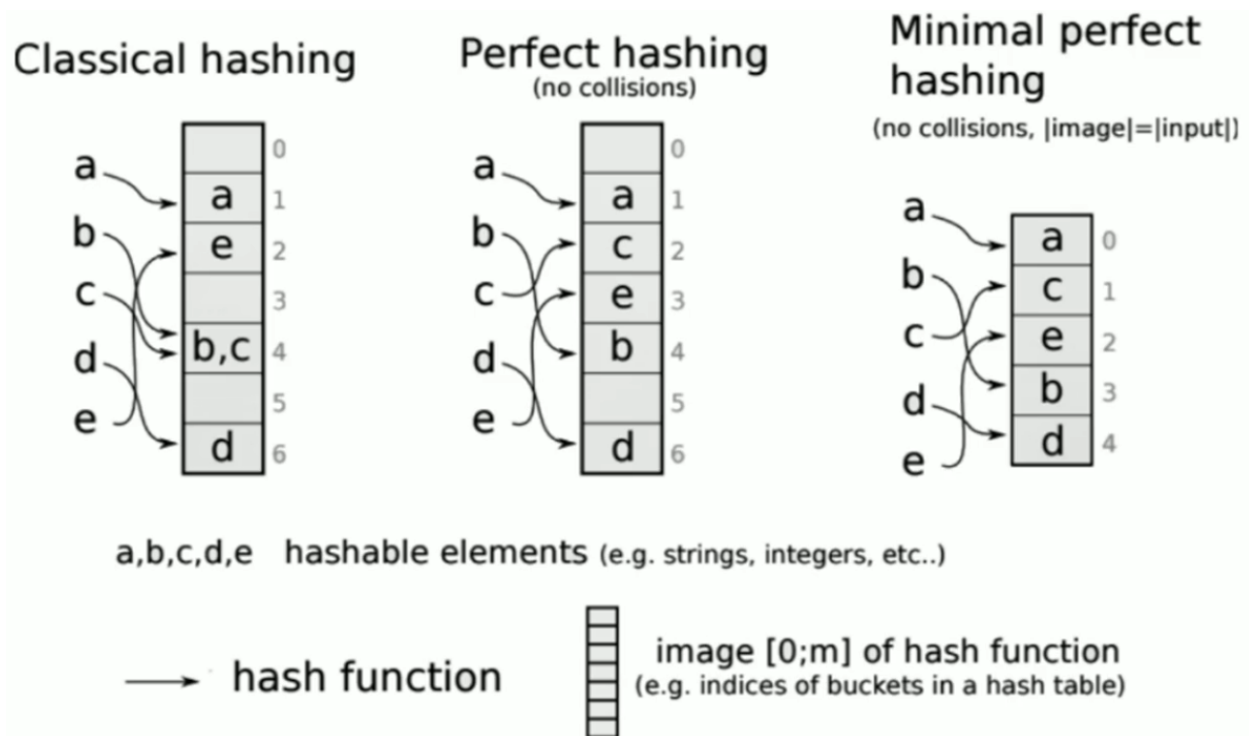 Classical hashing
a
b
c
d
e
a
e
b,c
d
0
1
2
3
4
5
6
Perfect hashing
(no collisions)
a
b
c
d
e
a
c
e
b
d
0
1
2
3
4
5
6
Minimal perfect
hashing
(no collisions, |image|=|input|)
a
b
c
d
e
a
c
e
b
d
0
1
2
3
4
a,b,c,d,e hashable elements (e.g. strings, integers, etc..)
hash function
image [0;m] of hash function
(e.g. indices of buckets in a hash table)